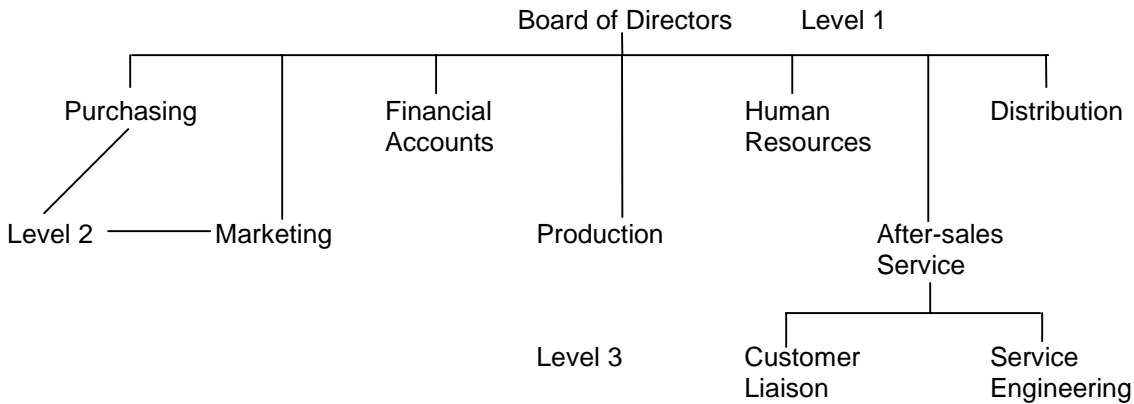 Board of Directors Level 1
Purchasing
Financial
Accounts
Human
Resources
Distribution
Level 2
Marketing
Production
After-sales
Service
Level 3
Customer
Liaison
Service
Engineering